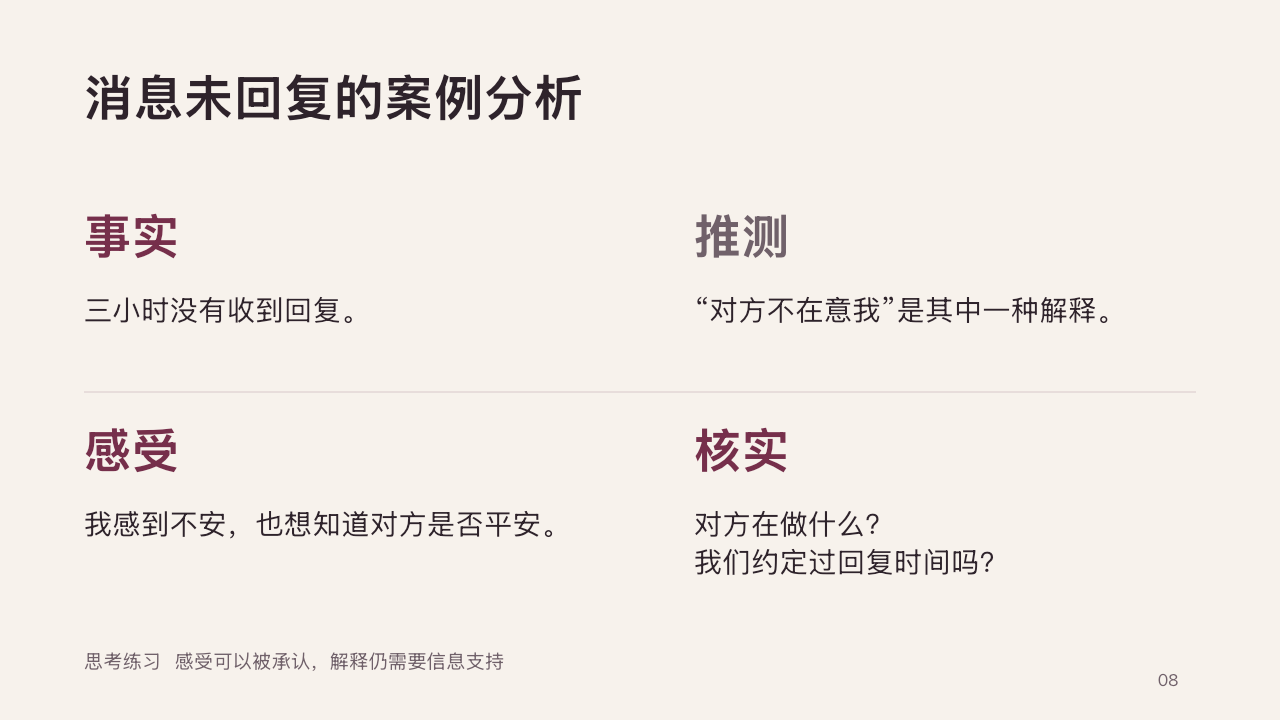 消息未回复的案例分析
事实
三小时没有收到回复。
推测
“对方不在意我”是其中一种解释。
感受
我感到不安，也想知道对方是否平安。
核实
对方在做什么？
我们约定过回复时间吗？
思考练习 感受可以被承认，解释仍需要信息支持
08